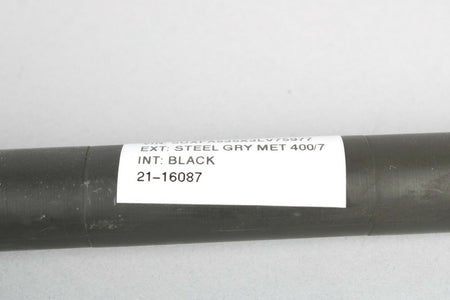 EXT: STEEL GRY MET 400/7
INT: BLACK
21-16087